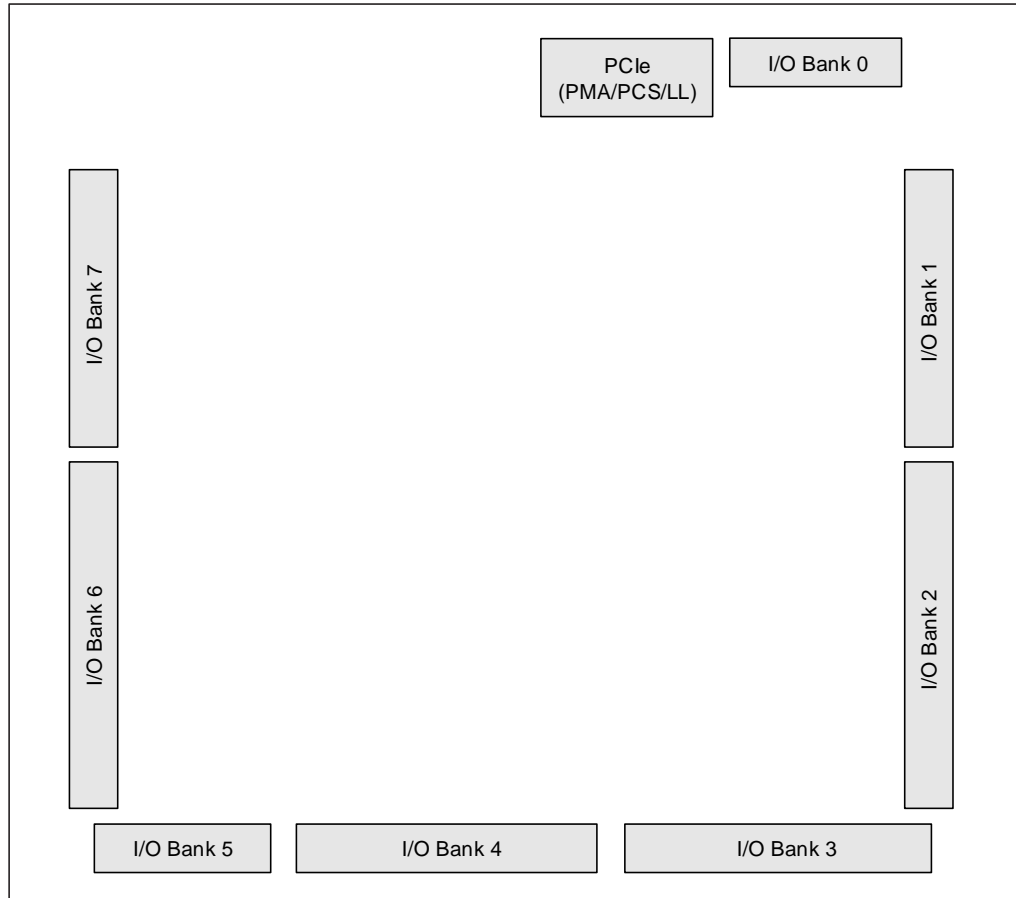 PCIe
(PMA/PCS/LL)
I/O Bank 0
I/O Bank 7
I/O Bank 1
I/O Bank 6
I/O Bank 2
I/O Bank 5
I/O Bank 4
I/O Bank 3